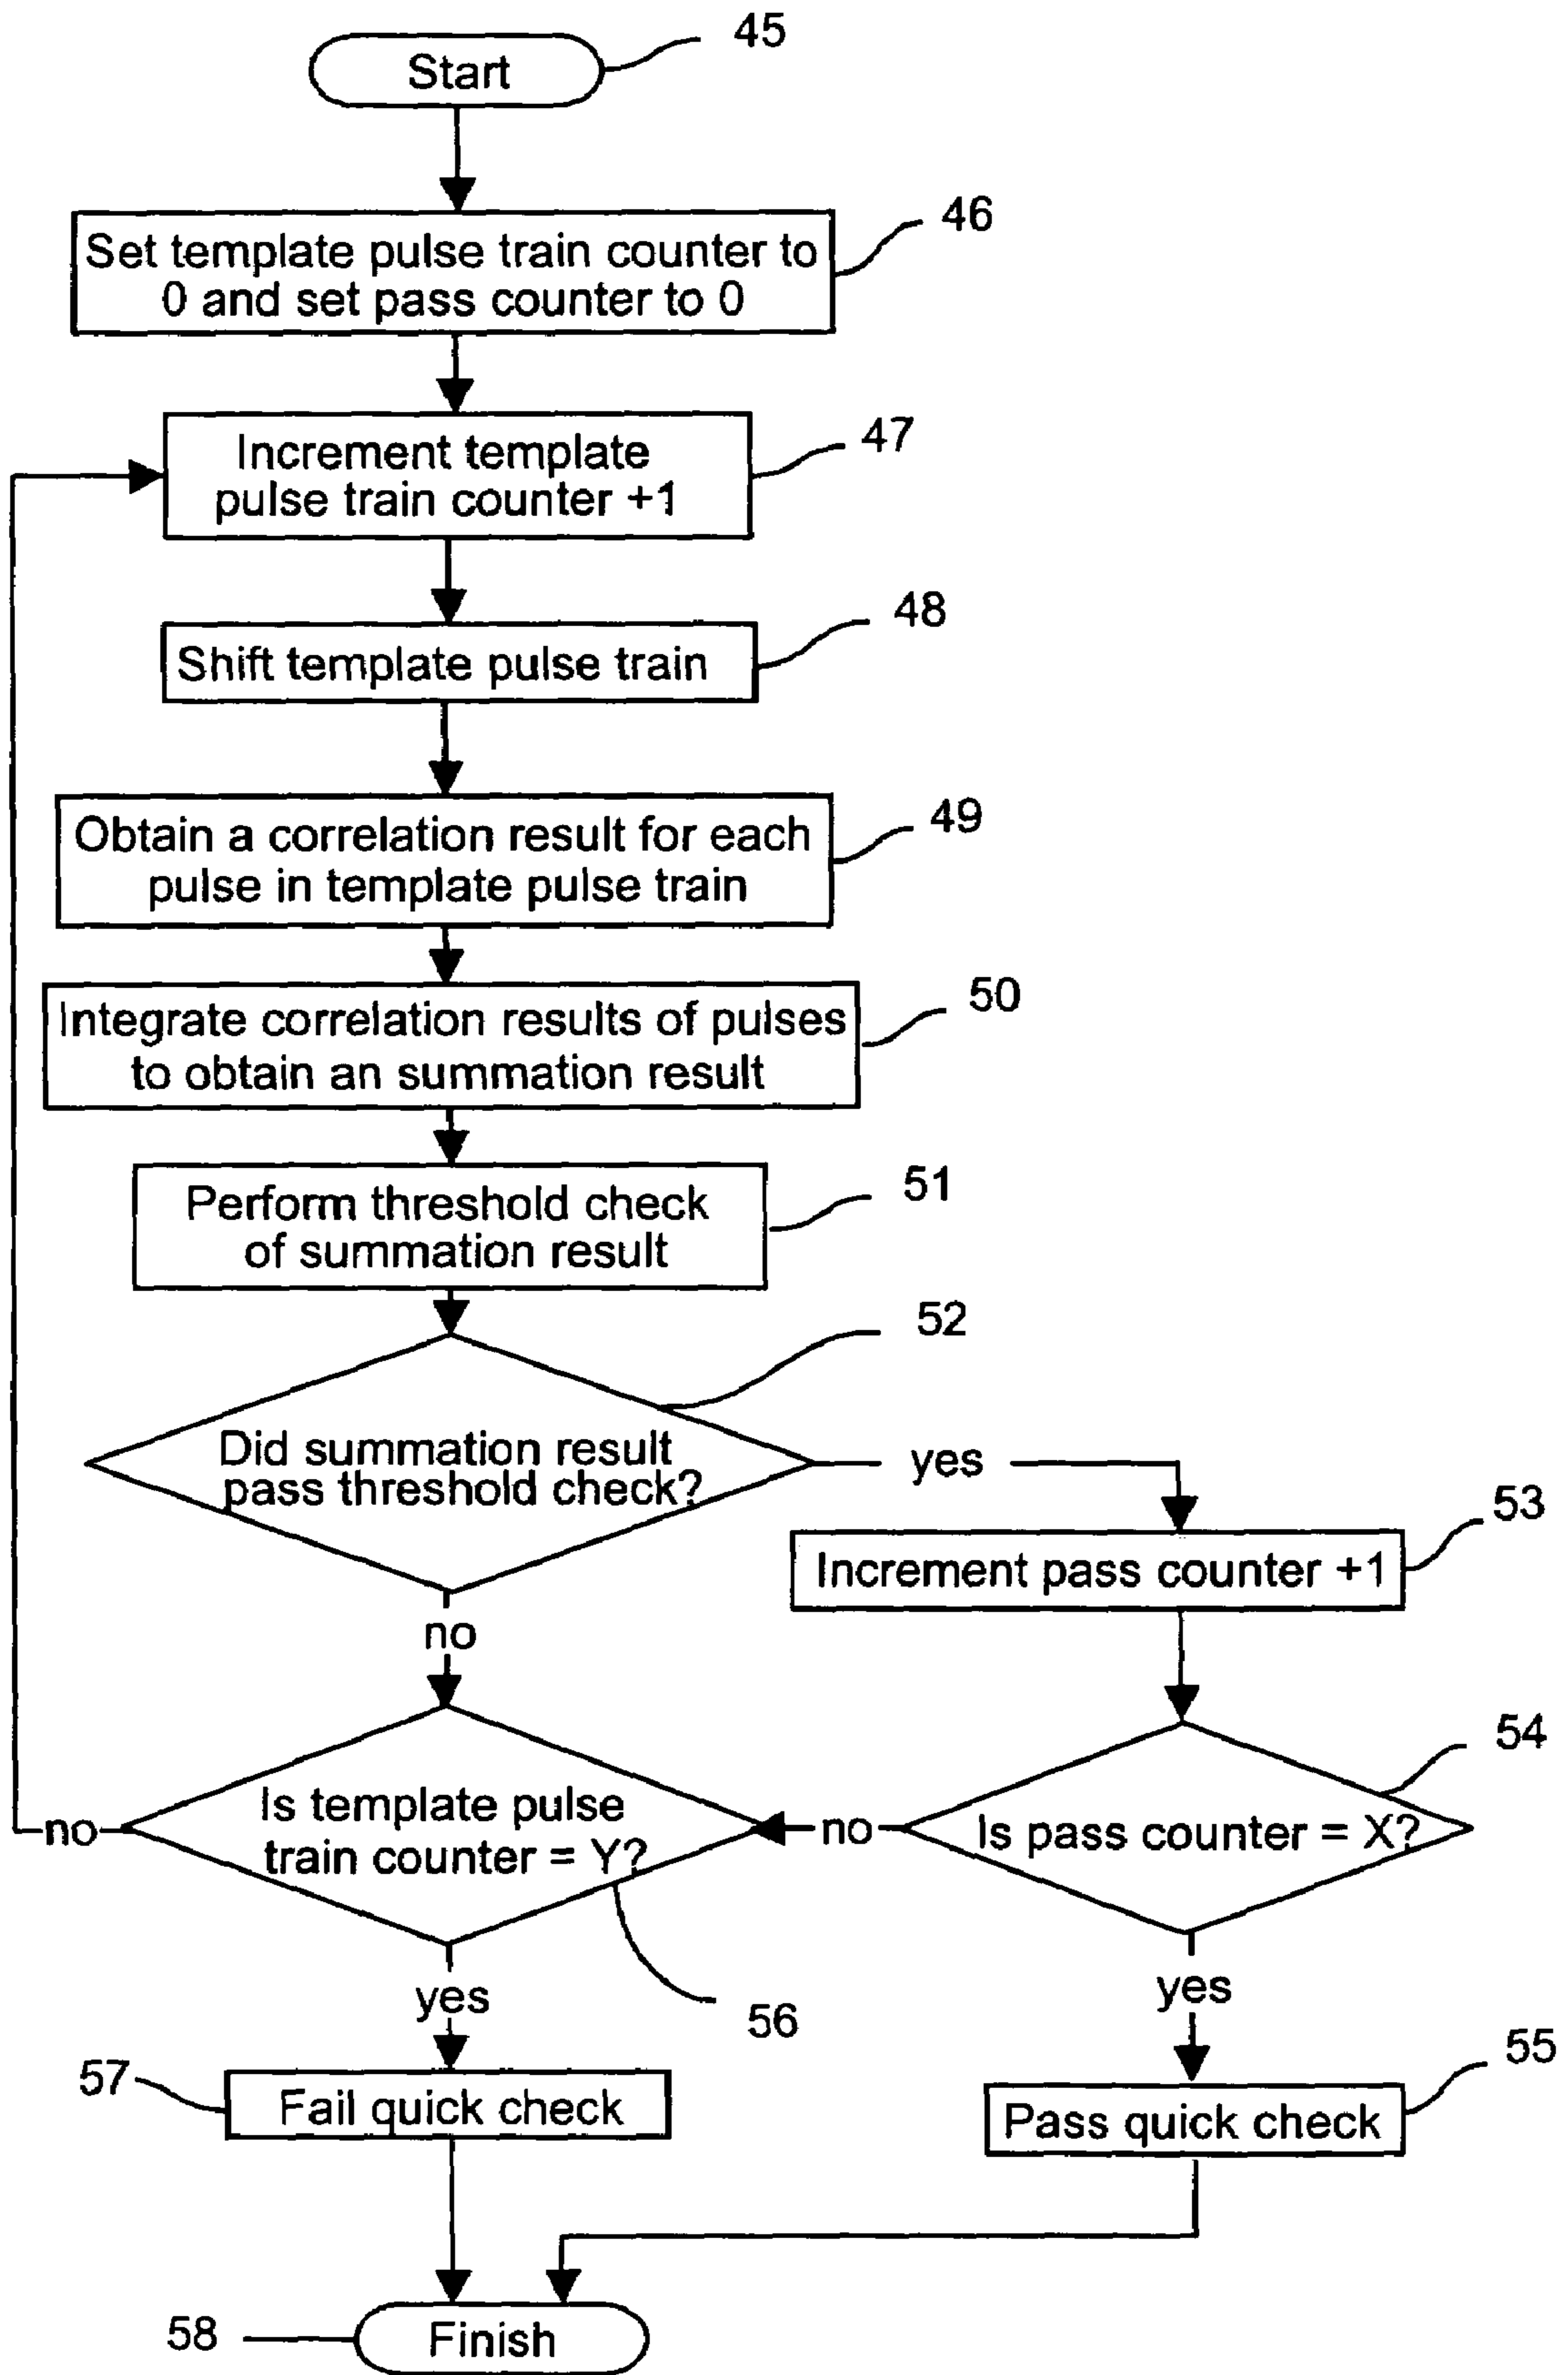 45
Start
46
Set template pulse train counter to
0 and set pass counter to 0
47
Increment template
pulse train counter +1
48
Shift template pulse train
49
Obtain a correlation result for each
pulse in template pulse train
50
Integrate correlation results of pulses
to obtain an summation result
51
Perform threshold check
of summation result
52
Did summation result
pass threshold check?
yes
53
Increment pass counter +1
no
54
Is template pulse
train counter = Y?
no
no
Is pass counter = X?
yes
56
yes
57
Fail quick check
55
Pass quick check
58
Finish